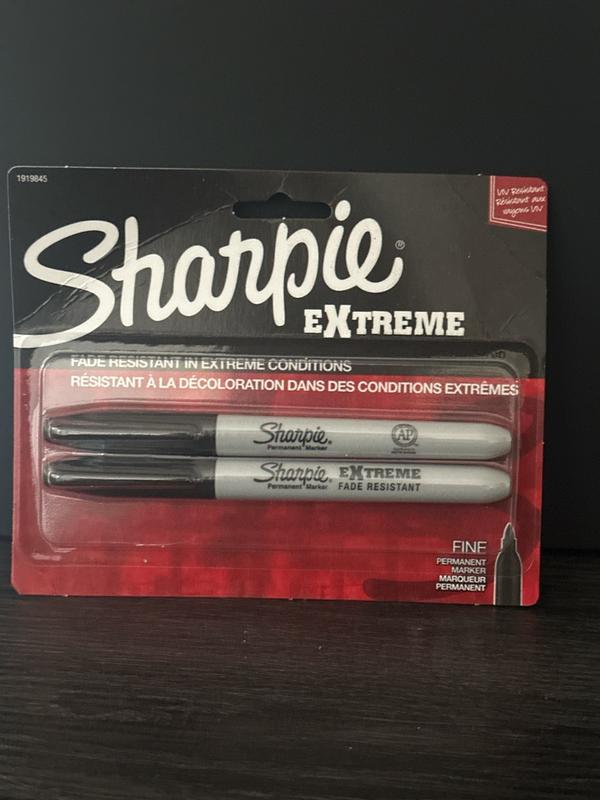 1919845
UV Resistant
Résistant aux
rayons UV
Sharpie®
EXTREME
FADE RESISTANT IN EXTREME CONDITIONS
RÉSISTANT À LA DÉCOLORATION DANS DES CONDITIONS EXTRÊMES
Sharpie®
Permanent Marker
AP
Sharpie®
Permanent Marker
EXTREME
FADE RESISTANT
FINE
PERMANENT
MARKER
MARQUEUR
PERMANENT